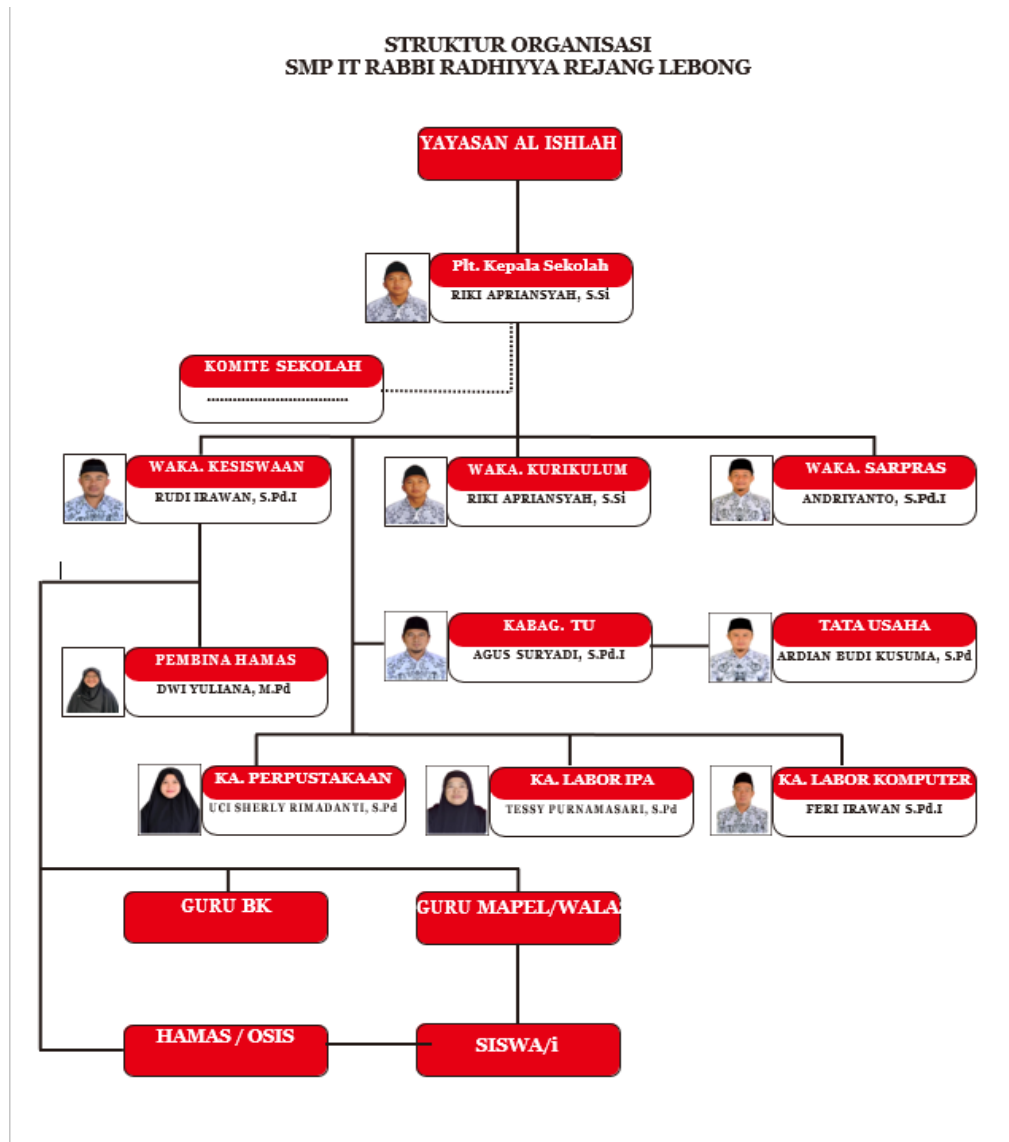 STRUKTUR ORGANISASI
SMP IT RABBI RADHIYYA REJANG LEBONG
YAYASAN AL ISHLAH
Plt. Kepala Sekolah
RIKI APRIANSYAH, S.Si
KOMITE SEKOLAH
....................................
WAKA. KESISWAAN
RUDI IRAWAN, S.Pd.I
WAKA. KURIKULUM
RIKI APRIANSYAH, S.Si
WAKA. SARPRAS
ANDRIYANTO, S.Pd.I
KABAG. TU
AGUS SURYADI, S.Pd.I
TATA USAHA
ARDIAN BUDI KUSUMA, S.Pd
PEMBINA HAMAS
DWI YULIANA, M.Pd
KA. PERPUSTAKAAN
UCI SHERLY RIMADANTI, S.Pd
KA. LABOR IPA
TESSY PURNAMASARI, S.Pd
KA. LABOR KOMPUTER
FERI IRAWAN S.Pd.I
GURU BK
GURU MAPEL/WALAS
HAMAS / OSIS
SISWA/i